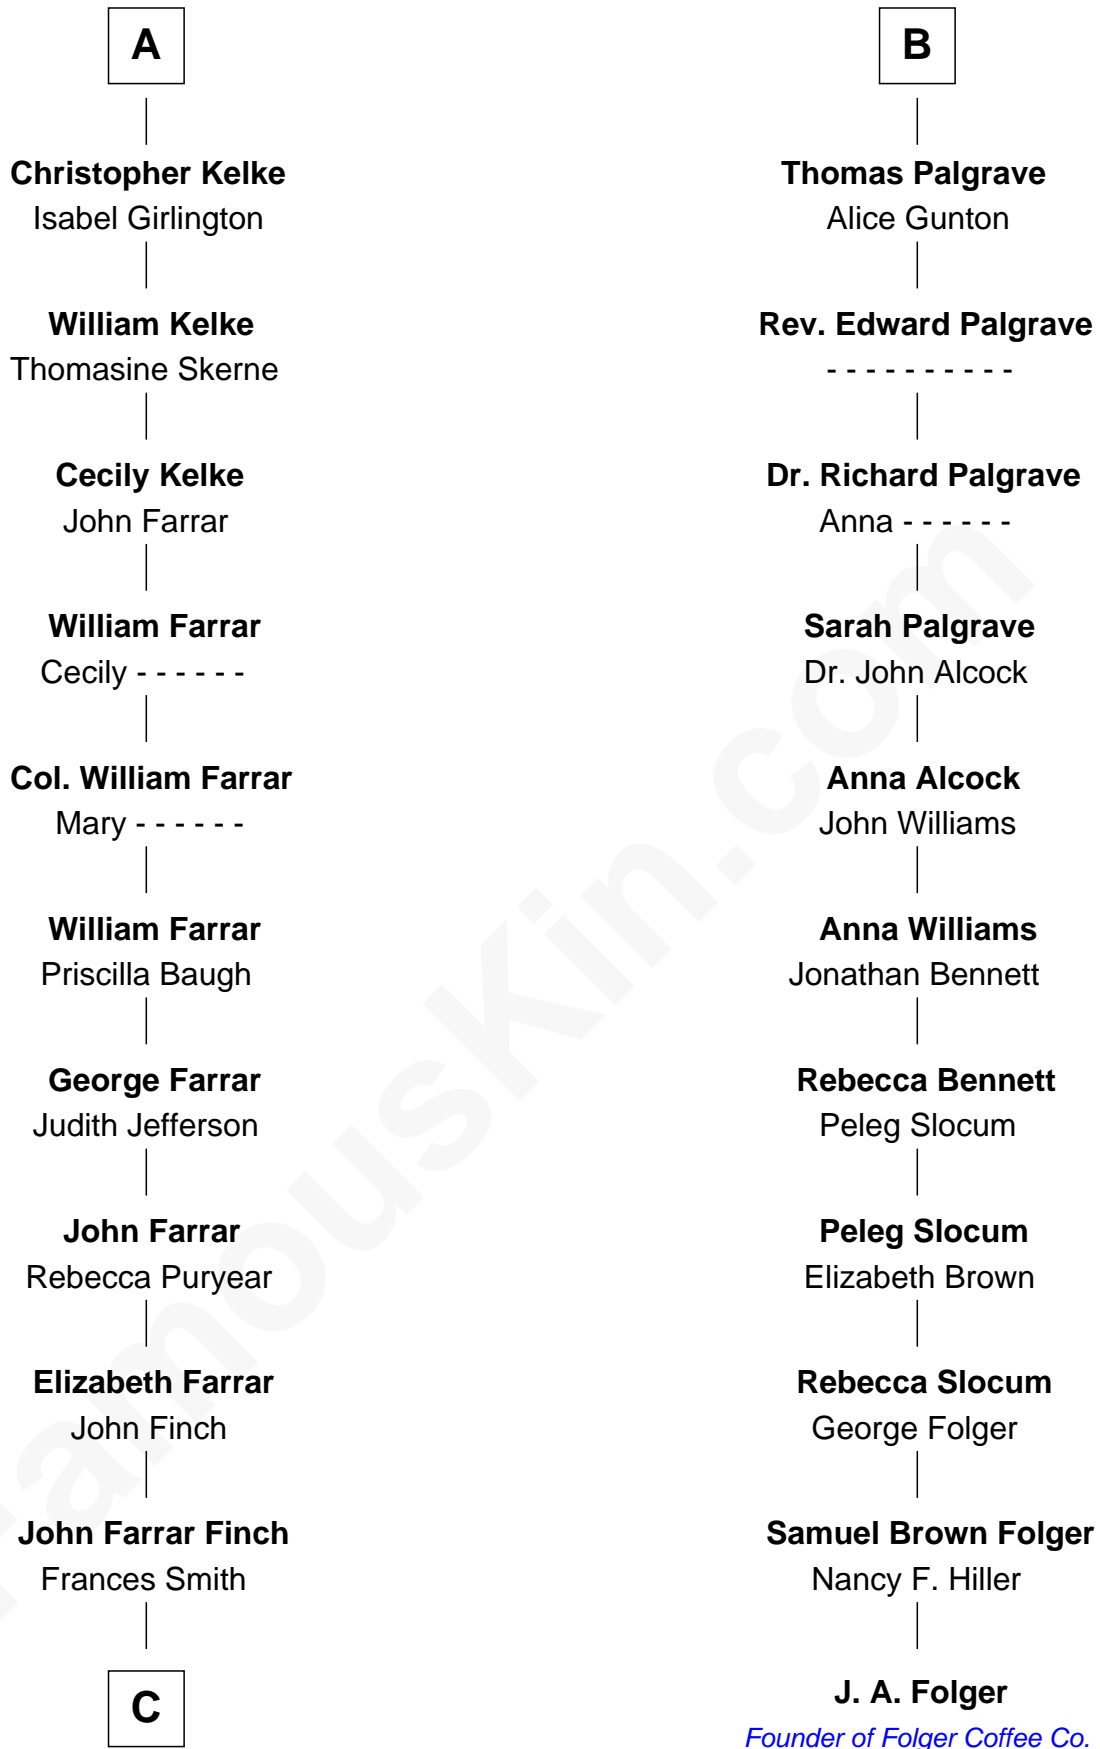 A
Christopher Kelke
Isabel Girlington
William Kelke
Thomasine Skerne
Cecily Kelke
John Farrar
William Farrar
Cecily - - - - - -
Col. William Farrar
Mary - - - - - -
William Farrar
Priscilla Baugh
George Farrar
Judith Jefferson
John Farrar
Rebecca Puryear
Elizabeth Farrar
John Finch
John Farrar Finch
Frances Smith
C
B
Thomas Palgrave
Alice Gunton
Rev. Edward Palgrave
- - - - - - - - - -
Dr. Richard Palgrave
Anna - - - - - -
Sarah Palgrave
Dr. John Alcock
Anna Alcock
John Williams
Anna Williams
Jonathan Bennett
Rebecca Bennett
Peleg Slocum
Peleg Slocum
Elizabeth Brown
Rebecca Slocum
George Folger
Samuel Brown Folger
Nancy F. Hiller
J. A. Folger
Founder of Folger Coffee Co.
FamousKin.com